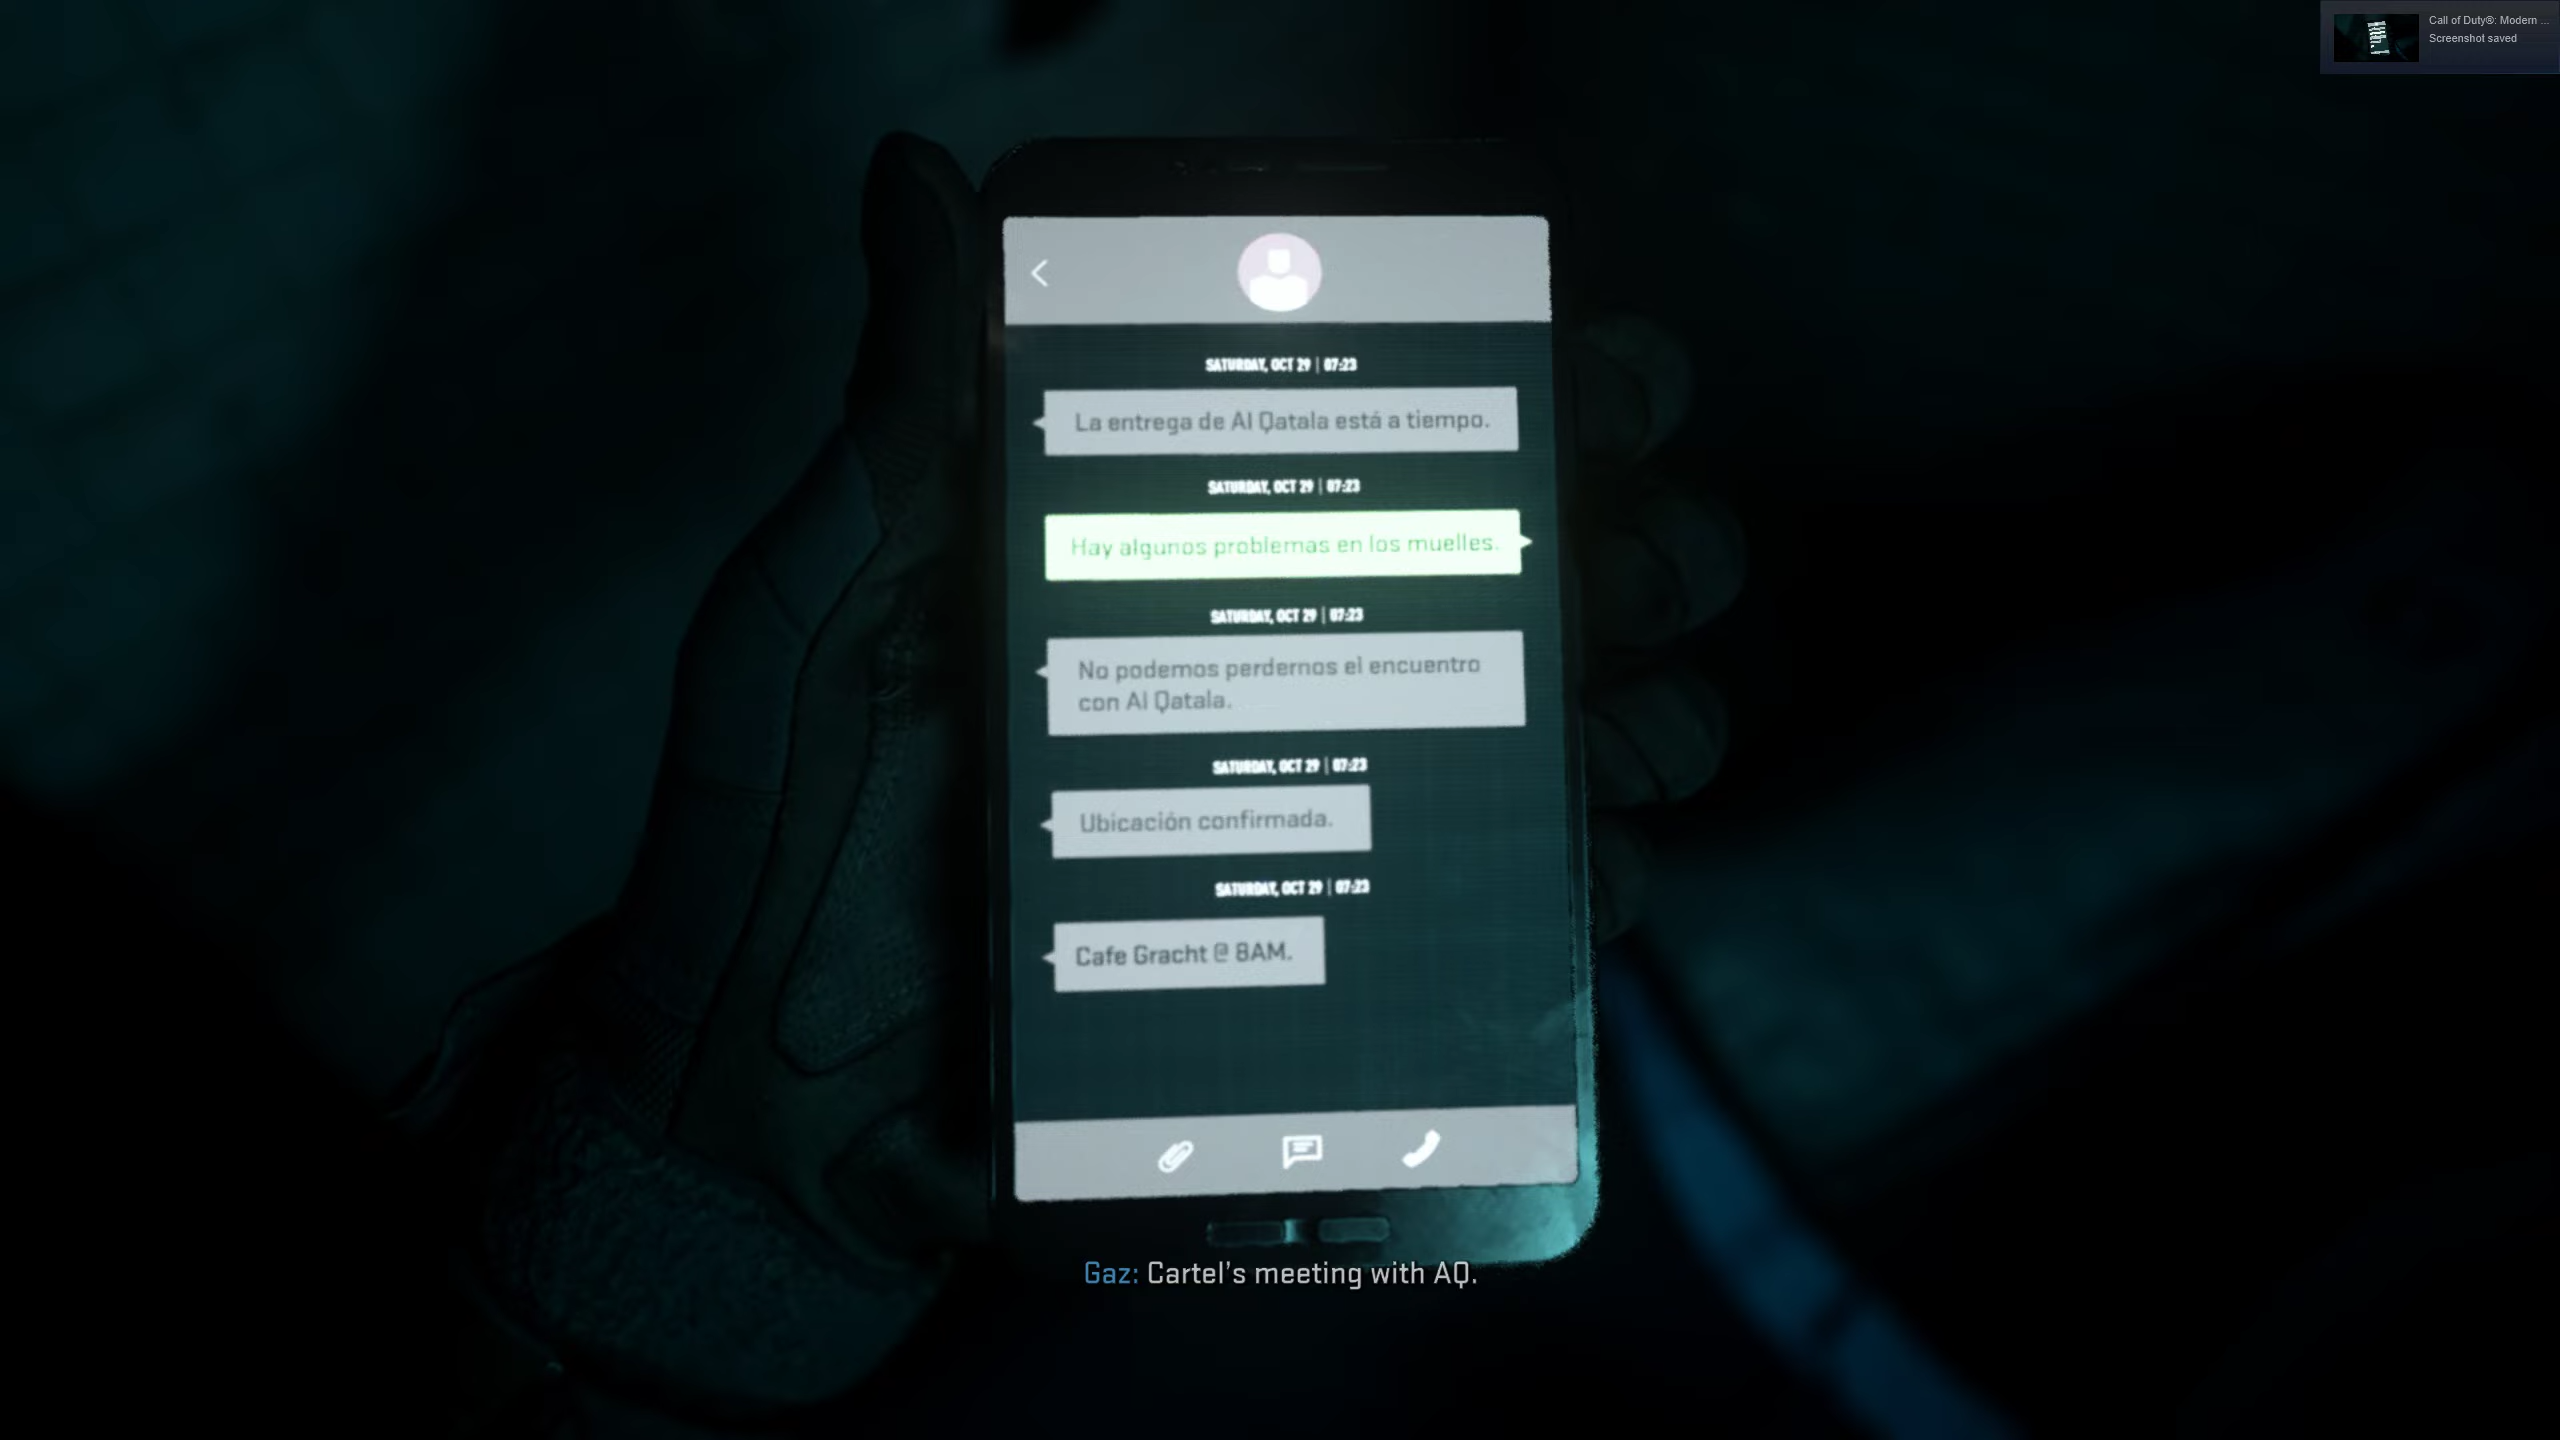 Call of Duty®: Modern ...
Screenshot saved
SATURDAY, OCT 29 | 07:23
La entrega de Al Qatala está a tiempo.
SATURDAY, OCT 29 | 07:23
Hay algunos problemas en los muelles.
SATURDAY, OCT 29 | 07:23
No podemos perdernos el encuentro
con Al Qatala.
SATURDAY, OCT 29 | 07:23
Ubicación confirmada.
SATURDAY, OCT 29 | 07:23
Cafe Gracht @ 8AM.
Gaz: Cartel's meeting with AQ.